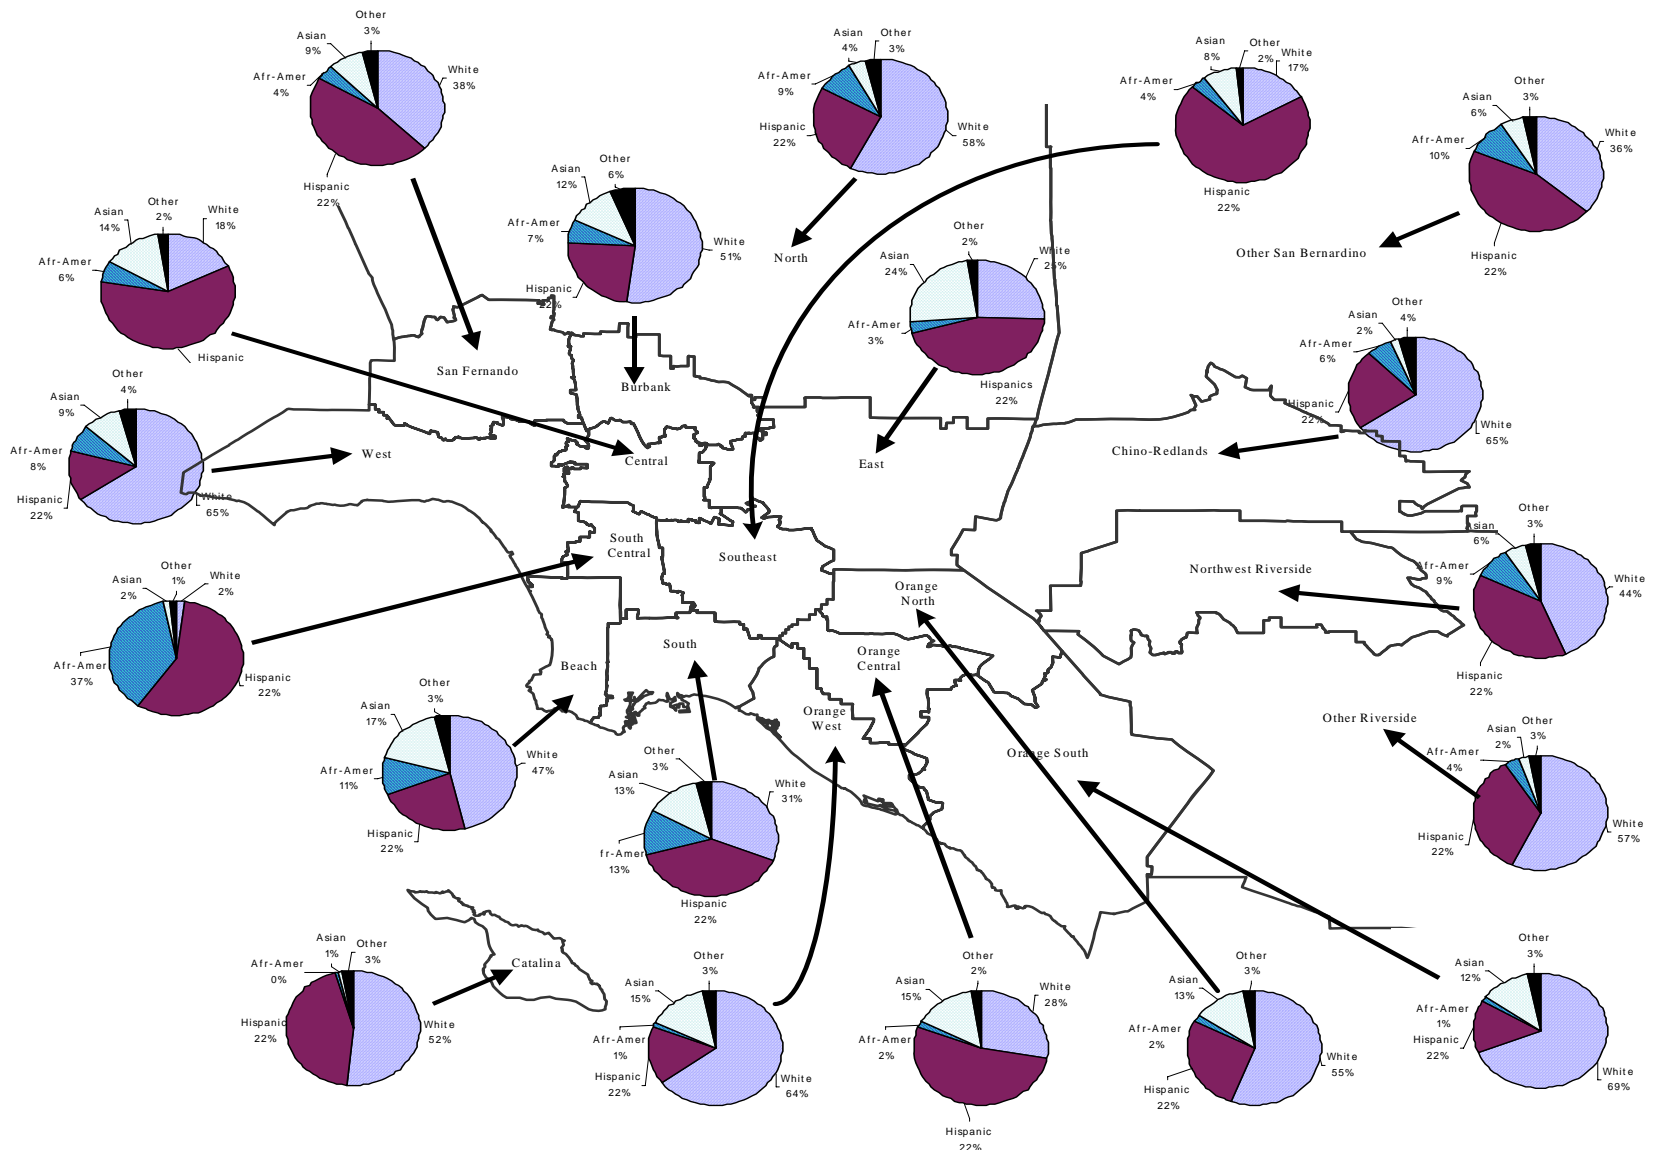 Other
3%
Asian
9%
Afr-Amer
4%
White
38%
Hispanic
22%
Other
3%
Asian
4%
Afr-Amer
9%
Hispanic
22%
White
58%
Other
2%
Asian
8%
Afr-Amer
4%
White
17%
Hispanic
22%
Other
3%
Asian
6%
Afr-Amer
10%
White
36%
Hispanic
22%
Other
6%
Asian
12%
Afr-Amer
7%
White
51%
Hispanic
22%
Other
2%
Asian
14%
Afr-Amer
6%
White
18%
Hispanic
Other
2%
Asian
24%
Afr-Amer
3%
White
25%
Hispanics
22%
North
Other San Bernardino
Other
4%
Asian
2%
Afr-Amer
6%
Hispanic
22%
White
65%
San Fernando
Burbank
Other
4%
Asian
9%
Afr-Amer
8%
Hispanic
22%
White
65%
West
Central
East
Chino-Redlands
South
Central
Southeast
Northwest Riverside
Other
3%
Asian
6%
Afr-Amer
9%
White
44%
Hispanic
22%
Other
1%
Asian
2%
White
2%
Afr-Amer
37%
Hispanic
22%
Orange
North
South
Beach
Orange
Central
Orange
West
Orange South
Other Riverside
Other
3%
Asian
17%
Afr-Amer
11%
White
47%
Hispanic
22%
Other
3%
Asian
13%
fr-Amer
13%
White
31%
Hispanic
22%
Other
3%
Asian
2%
Afr-Amer
4%
Hispanic
22%
White
57%
Other
3%
Asian
1%
Afr-Amer
0%
Hispanic
22%
White
52%
Catalina
Other
3%
Asian
15%
Afr-Amer
1%
Hispanic
22%
White
64%
Other
2%
Asian
15%
Afr-Amer
2%
White
28%
Hispanic
22%
Other
3%
Asian
13%
Afr-Amer
2%
Hispanic
22%
White
55%
Other
3%
Asian
12%
Afr-Amer
1%
Hispanic
22%
White
69%